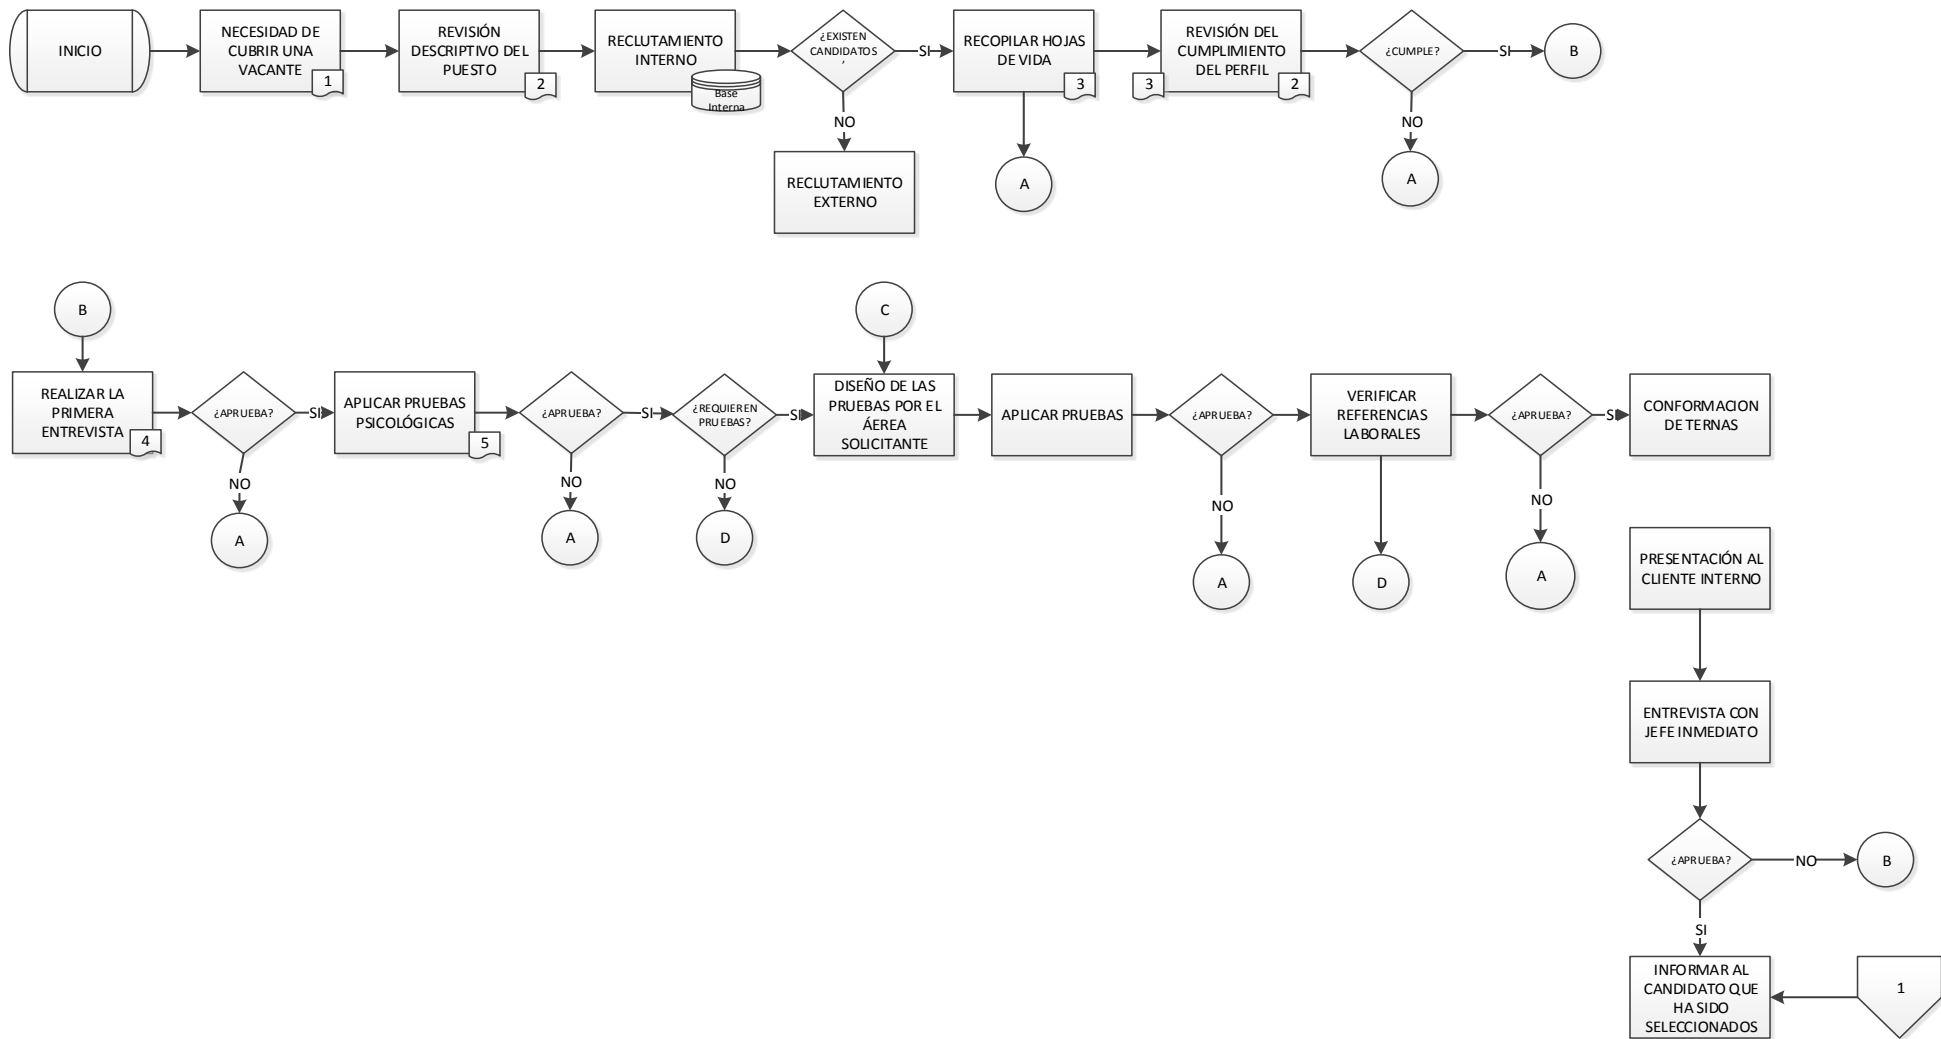 INICIO
NECESIDAD DE
CUBRIR UNA
VACANTE
1
REVISIÓN
DESCRIPTIVO DEL
PUESTO
2
RECLUTAMIENTO
INTERNO
Base
Interna
¿EXISTEN
CANDIDATOS
,
SI
NO
RECLUTAMIENTO
EXTERNO
RECOPILAR HOJAS
DE VIDA
3
A
REVISIÓN DEL
CUMPLIMIENTO
DEL PERFIL
3
2
¿CUMPLE?
SI
B
NO
A
B
REALIZAR LA
PRIMERA
ENTREVISTA
4
¿APRUEBA?
SI
NO
A
APLICAR PRUEBAS
PSICOLÓGICAS
5
¿APRUEBA?
SI
NO
A
¿REQUIEREN
PRUEBAS?
SI
NO
D
C
DISEÑO DE LAS
PRUEBAS POR EL
ÁEREA
SOLICITANTE
APLICAR PRUEBAS
¿APRUEBA?
NO
A
VERIFICAR
REFERENCIAS
LABORALES
D
¿APRUEBA?
SI
NO
A
CONFORMACION
DE TERNAS
PRESENTACIÓN AL
CLIENTE INTERNO
ENTREVISTA CON
JEFE INMEDIATO
¿APRUEBA?
NO
B
SI
INFORMAR AL
CANDIDATO QUE
HA SIDO
SELECCIONADOS
1